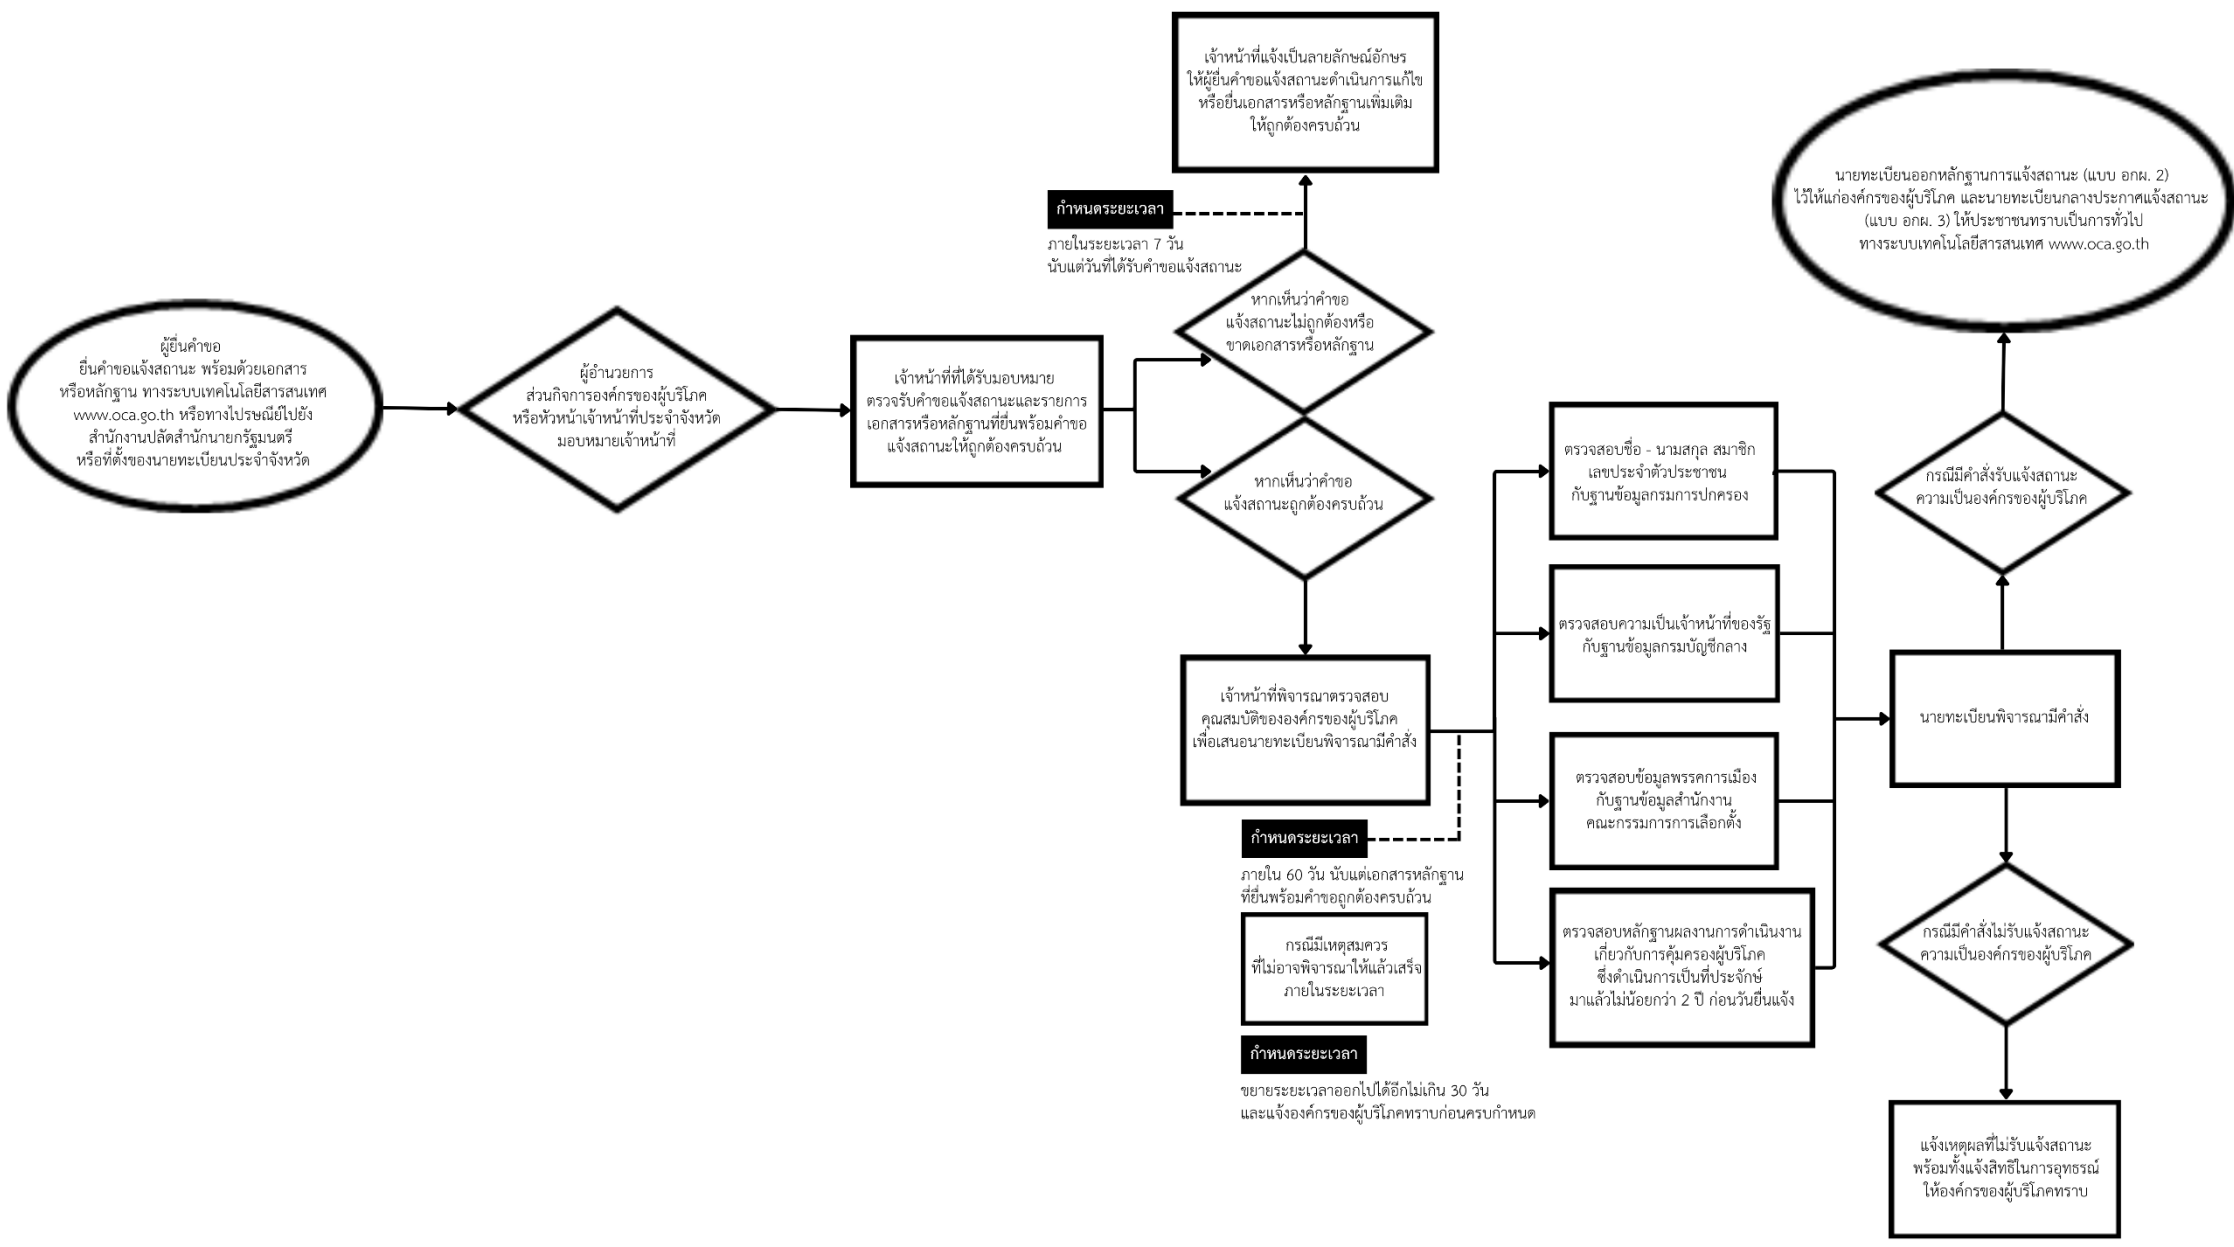 ผู้ยื่นคำขอ
ยื่นคำขอแจ้งสถานะ พร้อมด้วยเอกสาร
หรือหลักฐาน ทางระบบเทคโนโลยีสารสนเทศ
www.oca.go.th หรือทางไปรษณีย์ไปยัง
สำนักงานปลัดสำนักนายกรัฐมนตรี
หรือที่ตั้งของนายทะเบียนประจำจังหวัด
ผู้อำนวยการ
ส่วนกิจการองค์กรของผู้บริโภค
หรือหัวหน้าเจ้าหน้าที่ประจำจังหวัด
มอบหมายเจ้าหน้าที่
เจ้าหน้าที่ที่ได้รับมอบหมาย
ตรวจรับคำขอแจ้งสถานะและรายการ
เอกสารหรือหลักฐานที่ยื่นพร้อมคำขอ
แจ้งสถานะให้ถูกต้องครบถ้วน
หากเห็นว่าคำขอ
แจ้งสถานะไม่ถูกต้องหรือ
ขาดเอกสารหรือหลักฐาน
กำหนดระยะเวลา
ภายในระยะเวลา 7 วัน
นับแต่วันที่ได้รับคำขอแจ้งสถานะ
เจ้าหน้าที่แจ้งเป็นลายลักษณ์อักษร
ให้ผู้ยื่นคำขอแจ้งสถานะดำเนินการแก้ไข
หรือยื่นเอกสารหรือหลักฐานเพิ่มเติม
ให้ถูกต้องครบถ้วน
หากเห็นว่าคำขอ
แจ้งสถานะถูกต้องครบถ้วน
เจ้าหน้าที่พิจารณาตรวจสอบ
คุณสมบัติขององค์กรของผู้บริโภค
เพื่อเสนอนายทะเบียนพิจารณามีคำสั่ง
กำหนดระยะเวลา
ภายใน 60 วัน นับแต่เอกสารหลักฐาน
ที่ยื่นพร้อมคำขอถูกต้องครบถ้วน
กรณีมีเหตุสมควร
ที่ไม่อาจพิจารณาให้แล้วเสร็จ
ภายในระยะเวลา
กำหนดระยะเวลา
ขยายระยะเวลาออกไปได้อีกไม่เกิน 30 วัน
และแจ้งองค์กรของผู้บริโภคทราบก่อนครบกำหนด
ตรวจสอบชื่อ - นามสกุล สมาชิก
เลขประจำตัวประชาชน
กับฐานข้อมูลกรมการปกครอง
ตรวจสอบความเป็นเจ้าหน้าที่ของรัฐ
กับฐานข้อมูลกรมบัญชีกลาง
ตรวจสอบข้อมูลพรรคการเมือง
กับฐานข้อมูลสำนักงาน
คณะกรรมการการเลือกตั้ง
ตรวจสอบหลักฐานผลงานการดำเนินงาน
เกี่ยวกับการคุ้มครองผู้บริโภค
ซึ่งดำเนินการเป็นที่ประจักษ์
มาแล้วไม่น้อยกว่า 2 ปี ก่อนวันยื่นแจ้ง
นายทะเบียนพิจารณามีคำสั่ง
กรณีมีคำสั่งรับแจ้งสถานะ
ความเป็นองค์กรของผู้บริโภค
นายทะเบียนออกหลักฐานการแจ้งสถานะ (แบบ อกผ. 2)
ไว้ให้แก่องค์กรของผู้บริโภค และนายทะเบียนกลางประกาศแจ้งสถานะ
(แบบ อกผ. 3) ให้ประชาชนทราบเป็นการทั่วไป
ทางระบบเทคโนโลยีสารสนเทศ www.oca.go.th
กรณีมีคำสั่งไม่รับแจ้งสถานะ
ความเป็นองค์กรของผู้บริโภค
แจ้งเหตุผลที่ไม่รับแจ้งสถานะ
พร้อมทั้งแจ้งสิทธิในการอุทธรณ์
ให้องค์กรของผู้บริโภคทราบ